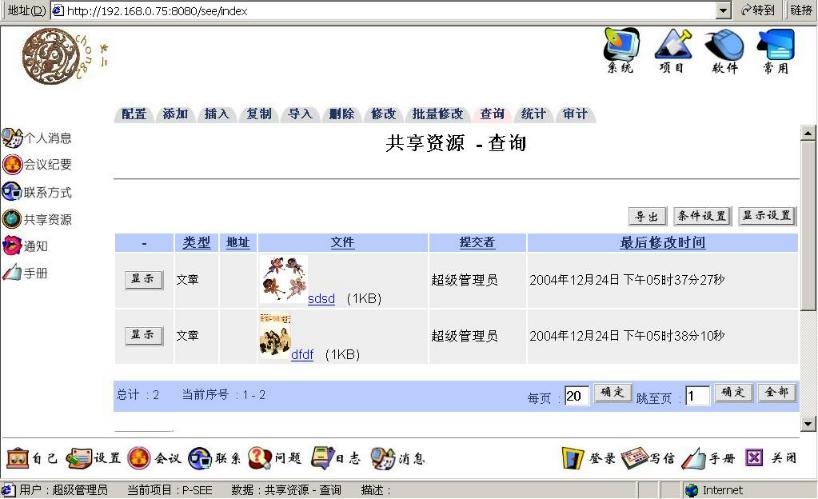 地址(D) http://192.168.0.75:8080/see/index 转到 链接
系统 项目 软件 常用
配置 添加 插入 复制 导入 删除 修改 批量修改 查询 统计 审计
共享资源 - 查询
个人消息
会议纪要
联系方式
共享资源
通知
手册
导出 条件设置 显示设置
- 类型 地址 文件 提交者 最后修改时间
显示 文章 sdsd (1KB) 超级管理员 2004年12月24日 下午05时37分27秒
显示 文章 dfdf (1KB) 超级管理员 2004年12月24日 下午05时38分10秒
总计 : 2 当前序号 : 1 - 2 每页 : 20 确定 跳至页 : 1 确定 全部
自己 设置 会议 联系 问题 日志 消息 登录 写信 手册 关闭
用户 : 超级管理员 当前项目 : P-SEE 数据 : 共享资源 - 查询 描述 : Internet